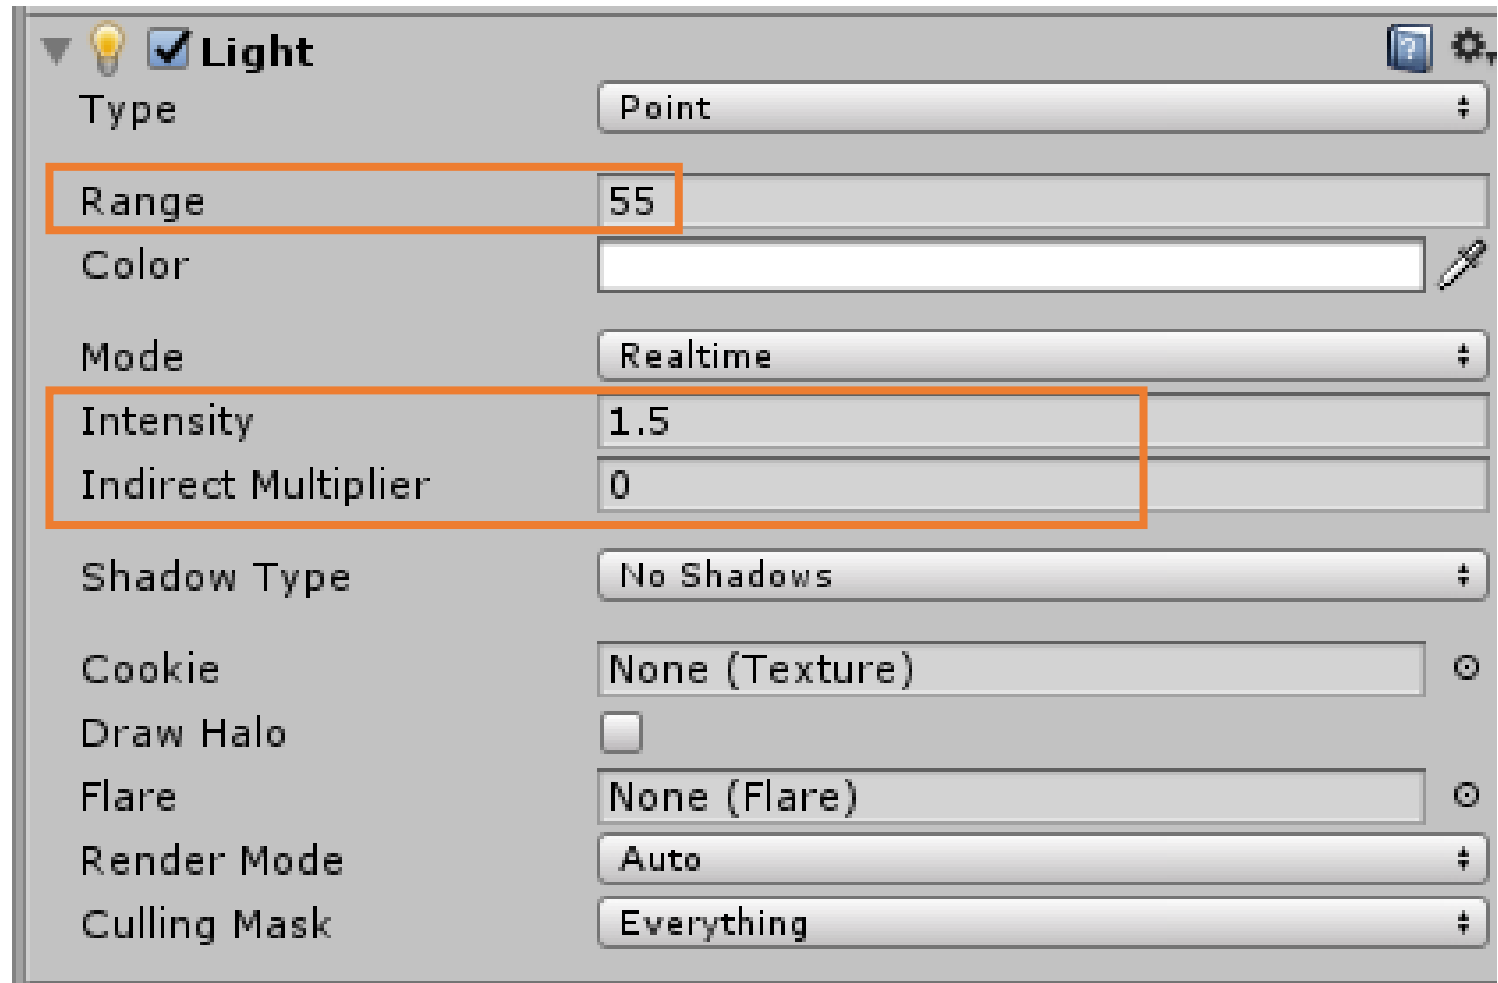 Light
Type Point
Range 55
Color
Mode Realtime
Intensity 1.5
Indirect Multiplier 0
Shadow Type No Shadows
Cookie None (Texture)
Draw Halo
Flare None (Flare)
Render Mode Auto
Culling Mask Everything